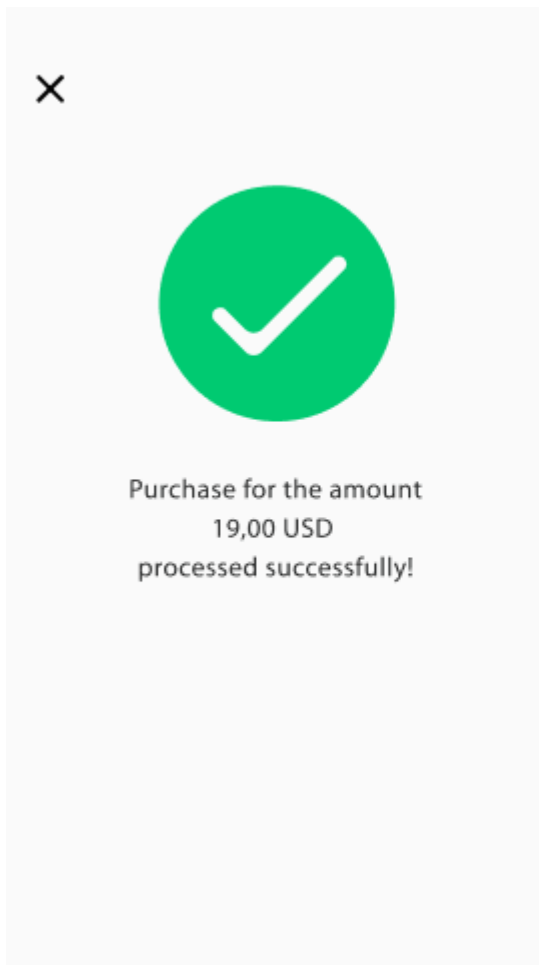 Purchase for the amount
19,00 USD
processed successfully!